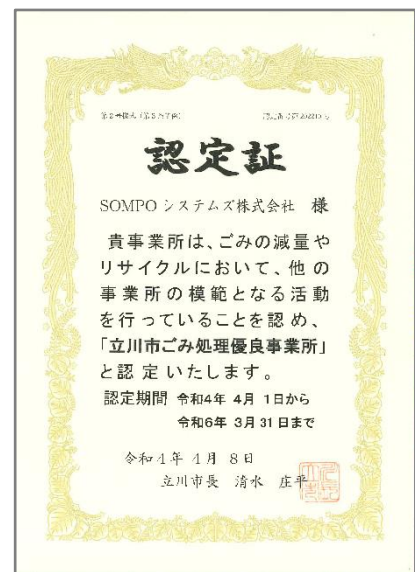 認定証
SOMPOシステムズ株式会社 様
貴事業所は、ごみの減量や
リサイクルにおいて、他の
事業所の模範となる活動
を行っていることを認め、
「立川市ごみ処理優良事業所」
と認定いたします。
認定期間 令和4年 4月 1日から
令和6年 3月31日まで
令和4年4月8日
立川市長 清水 庄平